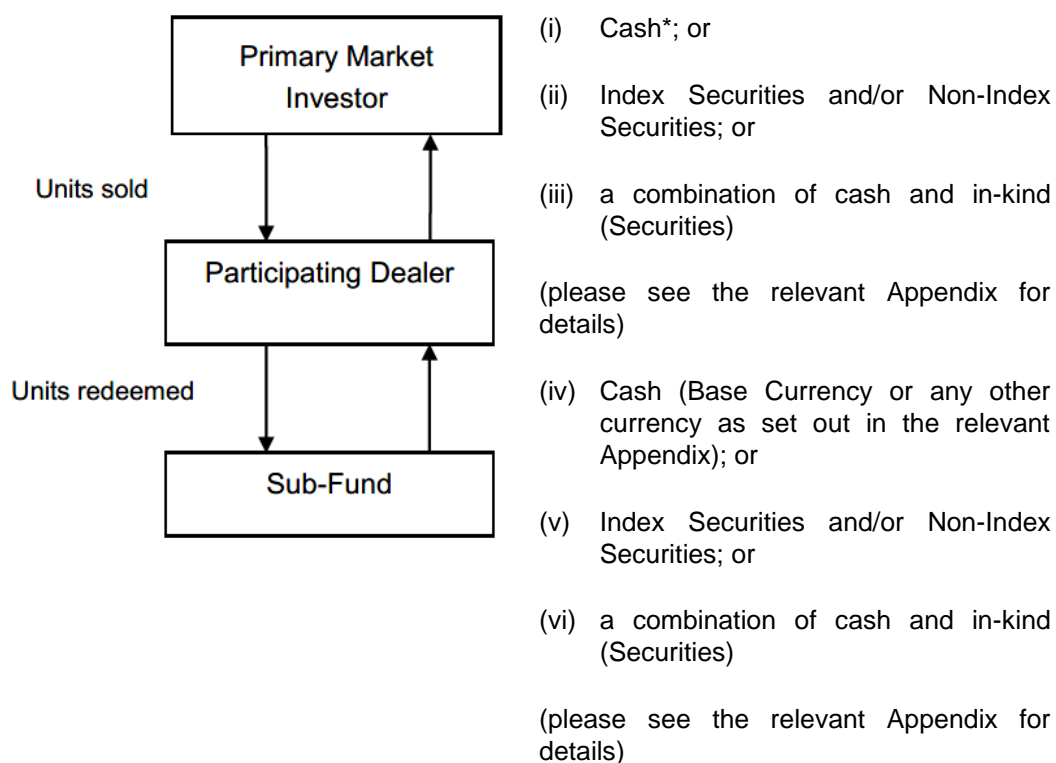 Primary Market
Investor
Units sold
Participating Dealer
Units redeemed
Sub-Fund
(i) Cash*; or
(ii) Index Securities and/or Non-Index
Securities; or
(iii) a combination of cash and in-kind
(Securities)
(please see the relevant Appendix for
details)
(iv) Cash (Base Currency or any other
currency as set out in the relevant
Appendix); or
(v) Index Securities and/or Non-Index
Securities; or
(vi) a combination of cash and in-kind
(Securities)
(please see the relevant Appendix for
details)